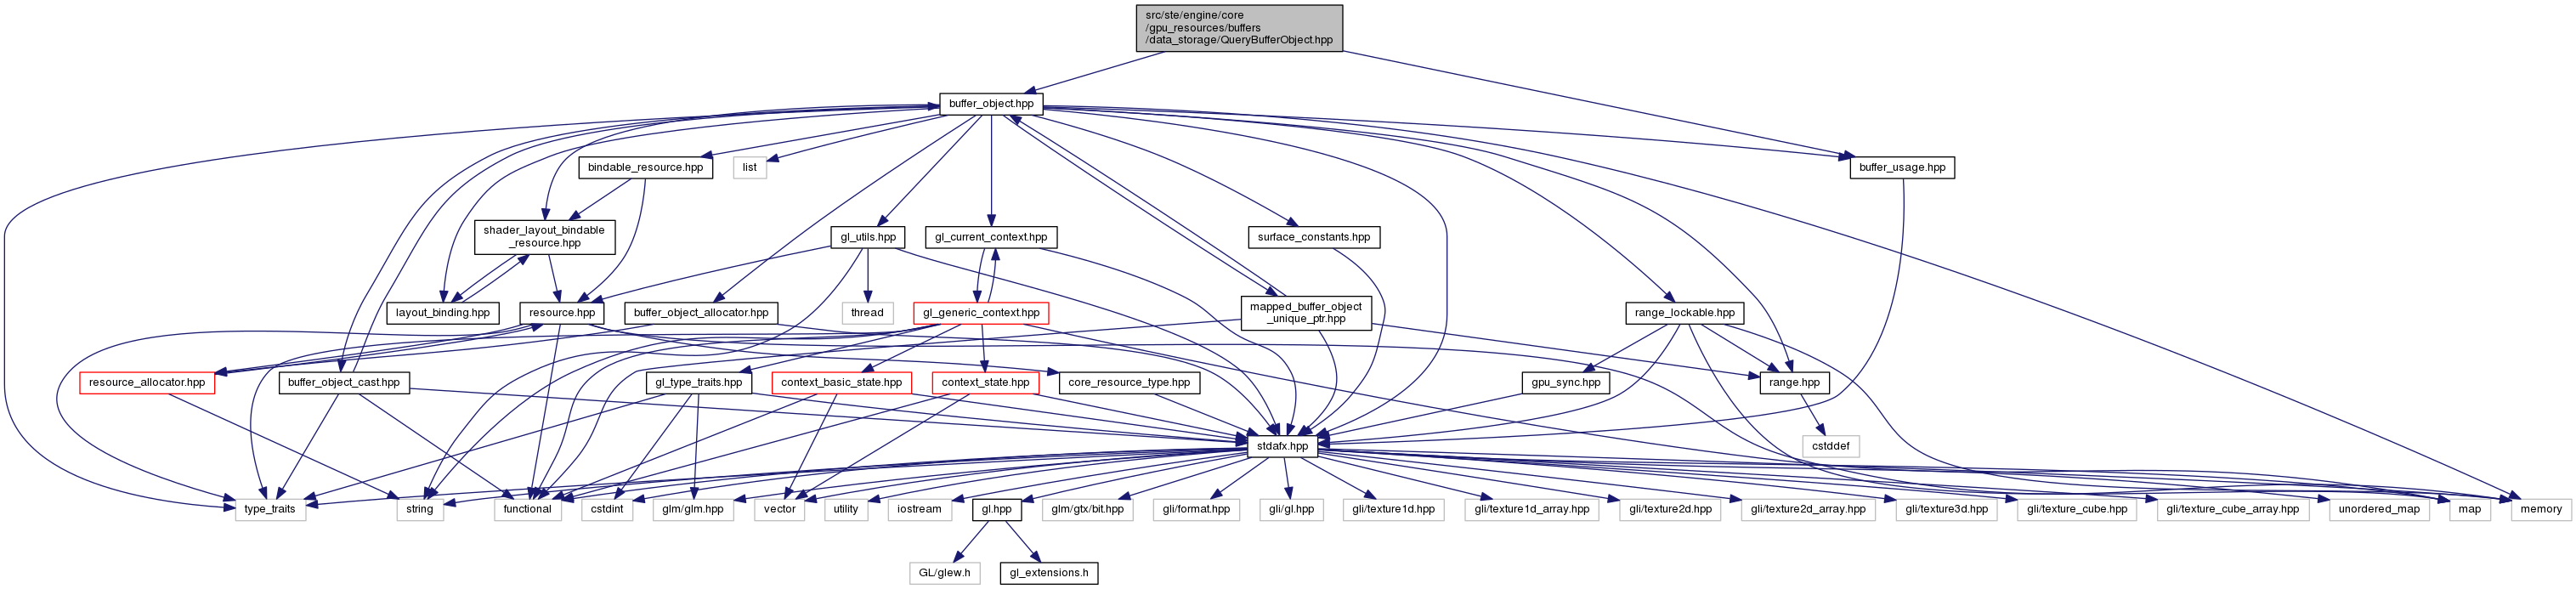 src/ste/engine/core
/gpu_resources/buffers
/data_storage/QueryBufferObject.hpp
buffer_object.hpp
bindable_resource.hpp
list
buffer_usage.hpp
shader_layout_bindable
_resource.hpp
gl_utils.hpp
gl_current_context.hpp
surface_constants.hpp
layout_binding.hpp
resource.hpp
buffer_object_allocator.hpp
thread
gl_generic_context.hpp
mapped_buffer_object
_unique_ptr.hpp
range_lockable.hpp
resource_allocator.hpp
buffer_object_cast.hpp
gl_type_traits.hpp
context_basic_state.hpp
context_state.hpp
core_resource_type.hpp
gpu_sync.hpp
range.hpp
stdafx.hpp
cstddef
type_traits
string
functional
cstdint
glm/glm.hpp
vector
utility
iostream
gl.hpp
glm/gtx/bit.hpp
gli/format.hpp
gli/gl.hpp
gli/texture1d.hpp
gli/texture1d_array.hpp
gli/texture2d.hpp
gli/texture2d_array.hpp
gli/texture3d.hpp
gli/texture_cube.hpp
gli/texture_cube_array.hpp
unordered_map
map
memory
GL/glew.h
gl_extensions.h